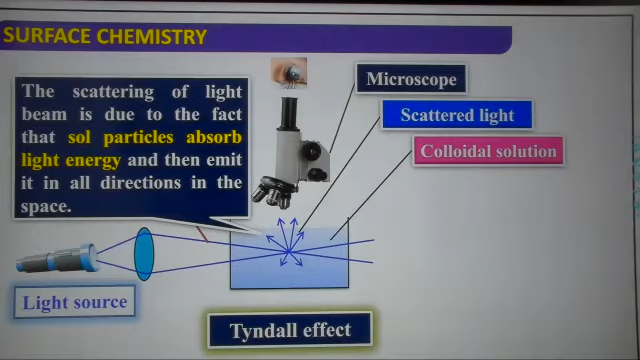 SURFACE CHEMISTRY
The scattering of light
beam is due to the fact
that sol particles absorb
light energy and then emit
it in all directions in the
space.
Microscope
Scattered light
Colloidal solution
Light source
Tyndall effect